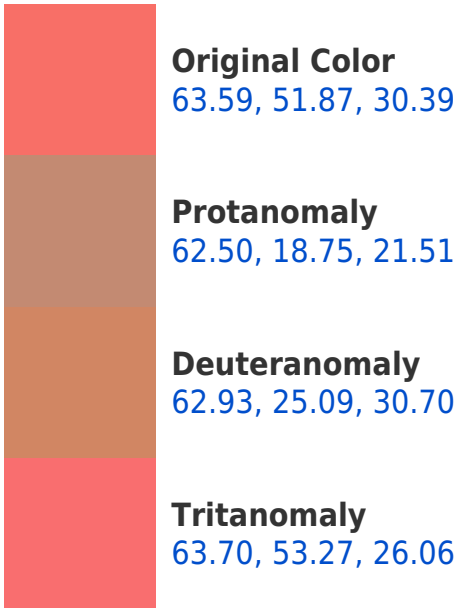 Original Color
63.59, 51.87, 30.39
Protanomaly
62.50, 18.75, 21.51
Deuteranomaly
62.93, 25.09, 30.70
Tritanomaly
63.70, 53.27, 26.06